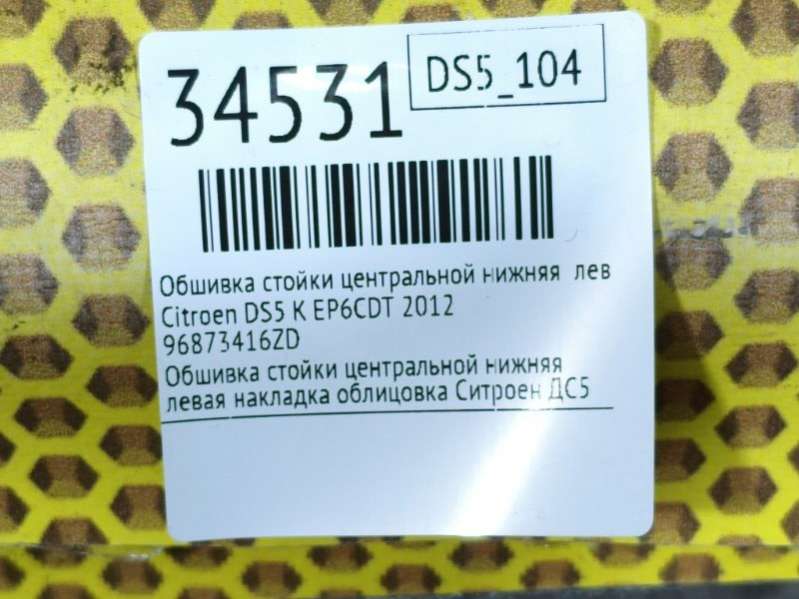 34531
DS5_104
Обшивка стойки центральной нижняя лев
Citroen DS5 K EP6CDT 2012
96873416ZD
Обшивка стойки центральной нижняя
левая накладка облицовка Ситроен ДС5